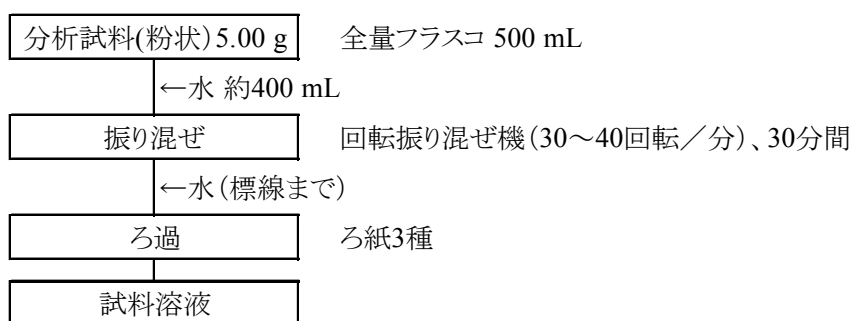 分析試料(粉状)5.00 g 全量フラスコ 500 mL
←水 約400 mL
振り混ぜ 回転振り混ぜ機(30～40回転／分)、30分間
←水(標線まで)
ろ過 ろ紙3種
試料溶液